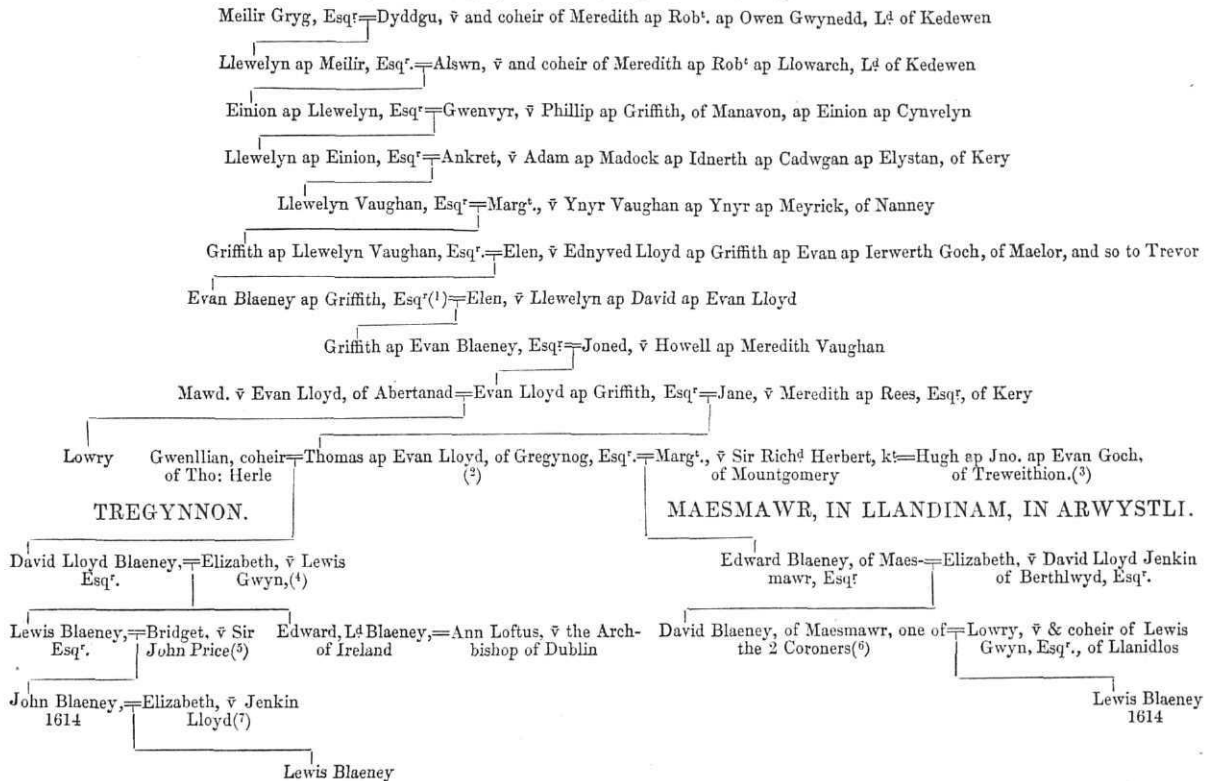 Meilir Gryg, Esqr=Dyddgu, v̄ and coheir of Meredith ap Robt. ap Owen Gwynedd, Ld of Kedewen
Llewelyn ap Meilir, Esqr.=Alswn, v̄ and coheir of Meredith ap Robt ap Llowarch, Ld of Kedewen
Einion ap Llewelyn, Esqr=Gwenvyr, v̄ Phillip ap Griffith, of Manavon, ap Einion ap Cynvelyn
Llewelyn ap Einion, Esqr=Ankret, v̄ Adam ap Madock ap Idnerth ap Cadwgan ap Elystan, of Kery
Llewelyn Vaughan, Esqr=Margt., v̄ Ynyr Vaughan ap Ynyr ap Meyrick, of Nanney
Griffith ap Llewelyn Vaughan, Esqr.=Elen, v̄ Ednyved Lloyd ap Griffith ap Evan ap Ierwerth Goch, of Maelor, and so to Trevor
Evan Blaeney ap Griffith, Esqr(1)=Elen, v̄ Llewelyn ap David ap Evan Lloyd
Griffith ap Evan Blaeney, Esqr=Joned, v̄ Howell ap Meredith Vaughan
Mawd. v̄ Evan Lloyd, of Abertanad=Evan Lloyd ap Griffith, Esqr=Jane, v̄ Meredith ap Rees, Esqr, of Kery
Lowry Gwenllian, coheir=Thomas ap Evan Lloyd, of Gregynog, Esqr.=Margt., v̄ Sir Richd Herbert, kt=Hugh ap Jno. ap Evan Goch,
of Tho: Herle (2) of Mountgomery of Treweithion.(3)
TREGYNNON. MAESMAWR, IN LLANDINAM, IN ARWYSTLI.
David Lloyd Blaeney,=Elizabeth, v̄ Lewis Edward Blaeney, of Maes-=Elizabeth, v̄ David Lloyd Jenkin
Esqr. Gwyn,(4) mawr, Esqr of Berthlwyd, Esqr.
Lewis Blaeney,=Bridget, v̄ Sir Edward, Ld Blaeney,=Ann Loftus, v̄ the Arch- David Blaeney, of Maesmawr, one of=Lowry, v̄ & coheir of Lewis
Esqr. John Price(5) of Ireland bishop of Dublin the 2 Coroners(6) Gwyn, Esqr., of Llanidlos
John Blaeney,=Elizabeth, v̄ Jenkin Lewis Blaeney
1614 Lloyd(7) 1614
Lewis Blaeney